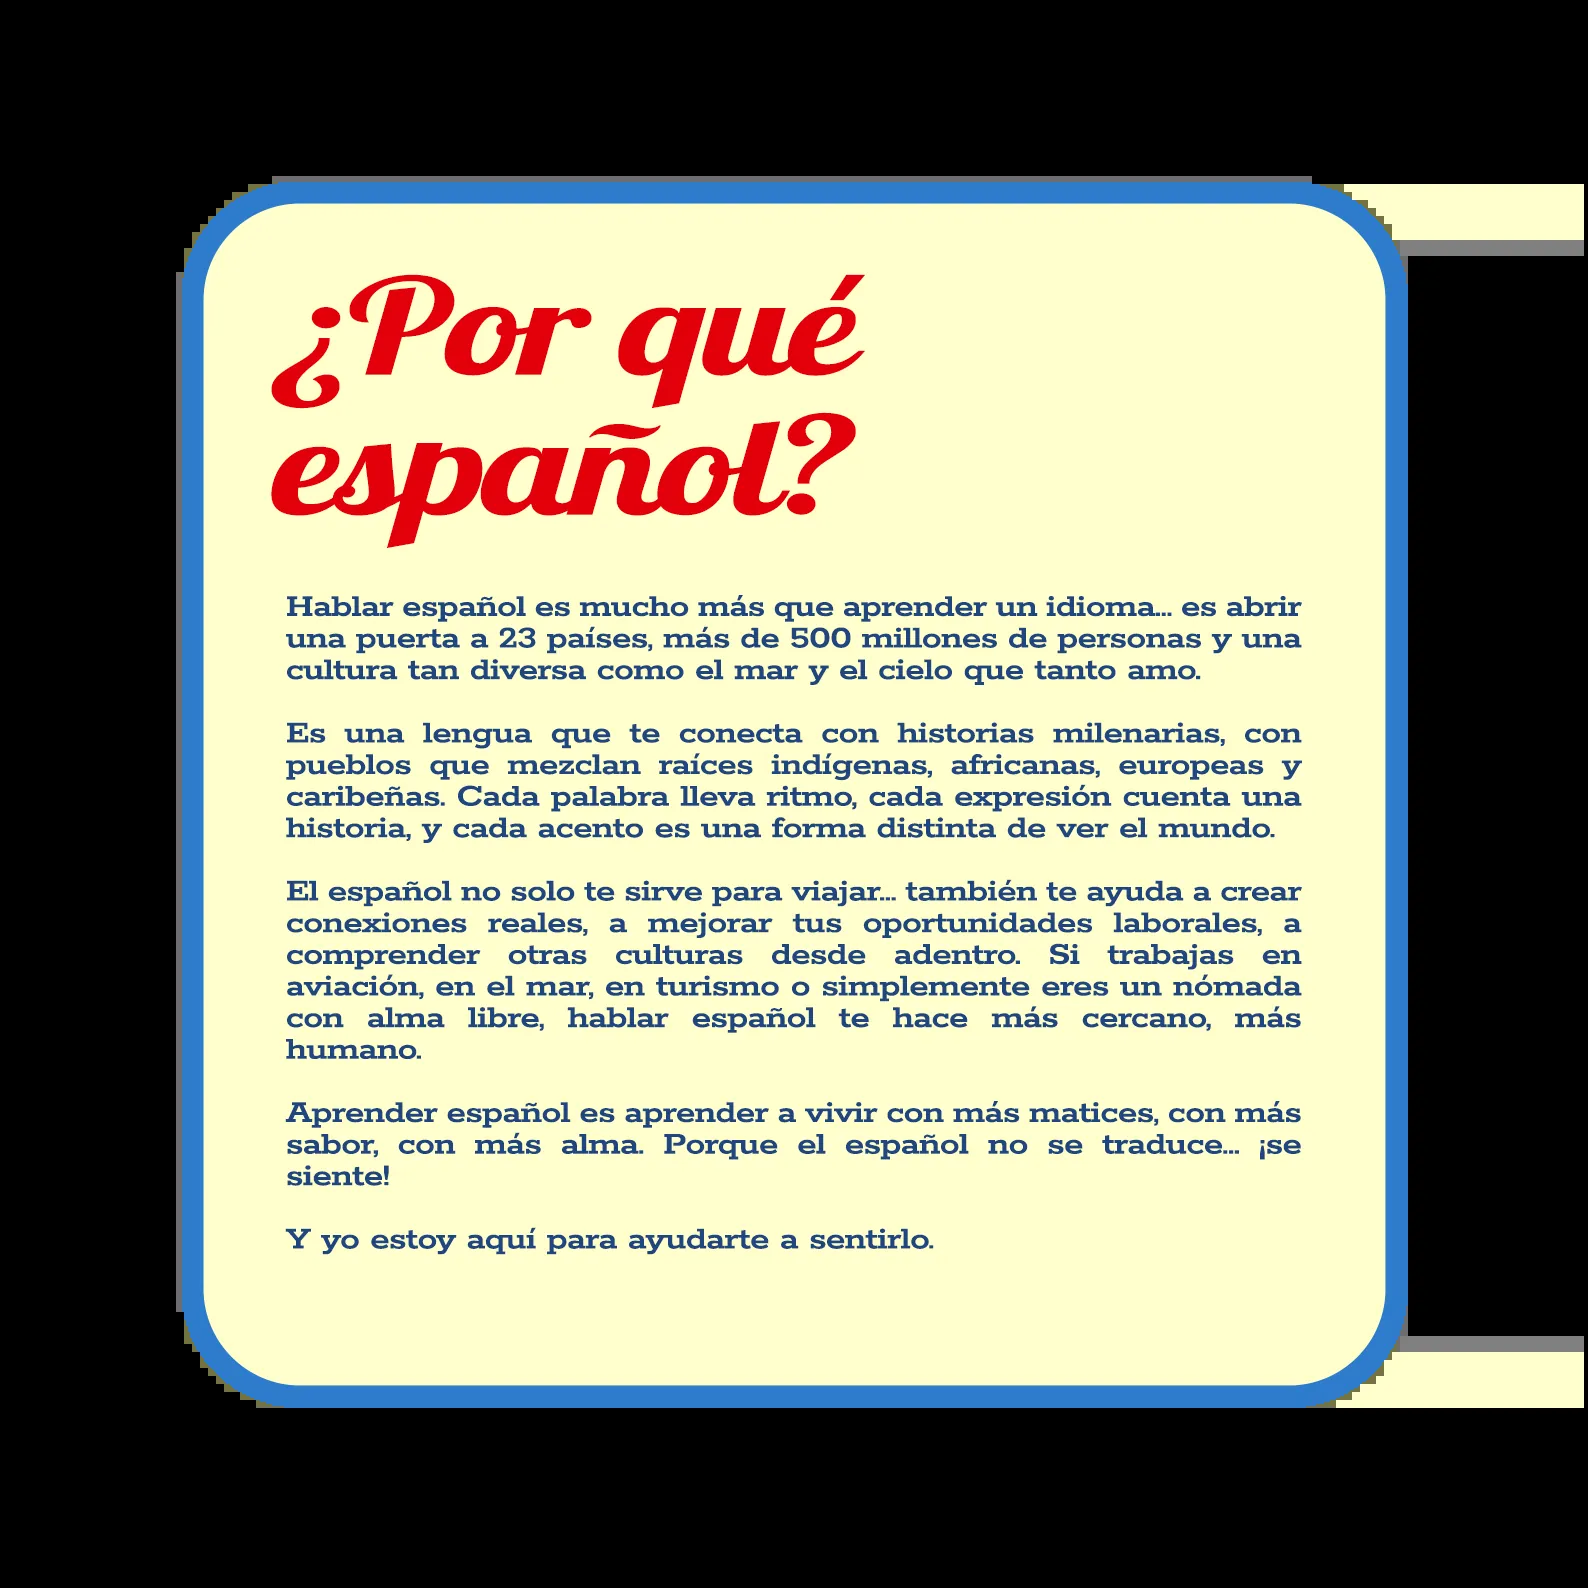 ¿Por qué
español?
Hablar español es mucho más que aprender un idioma... es abrir
una puerta a 23 países, más de 500 millones de personas y una
cultura tan diversa como el mar y el cielo que tanto amo.
Es una lengua que te conecta con historias milenarias, con
pueblos que mezclan raíces indígenas, africanas, europeas y
caribeñas. Cada palabra lleva ritmo, cada expresión cuenta una
historia, y cada acento es una forma distinta de ver el mundo.
El español no solo te sirve para viajar... también te ayuda a crear
conexiones reales, a mejorar tus oportunidades laborales, a
comprender otras culturas desde adentro. Si trabajas en
aviación, en el mar, en turismo o simplemente eres un nómada
con alma libre, hablar español te hace más cercano, más
humano.
Aprender español es aprender a vivir con más matices, con más
sabor, con más alma. Porque el español no se traduce... ¡se
siente!
Y yo estoy aquí para ayudarte a sentirlo.